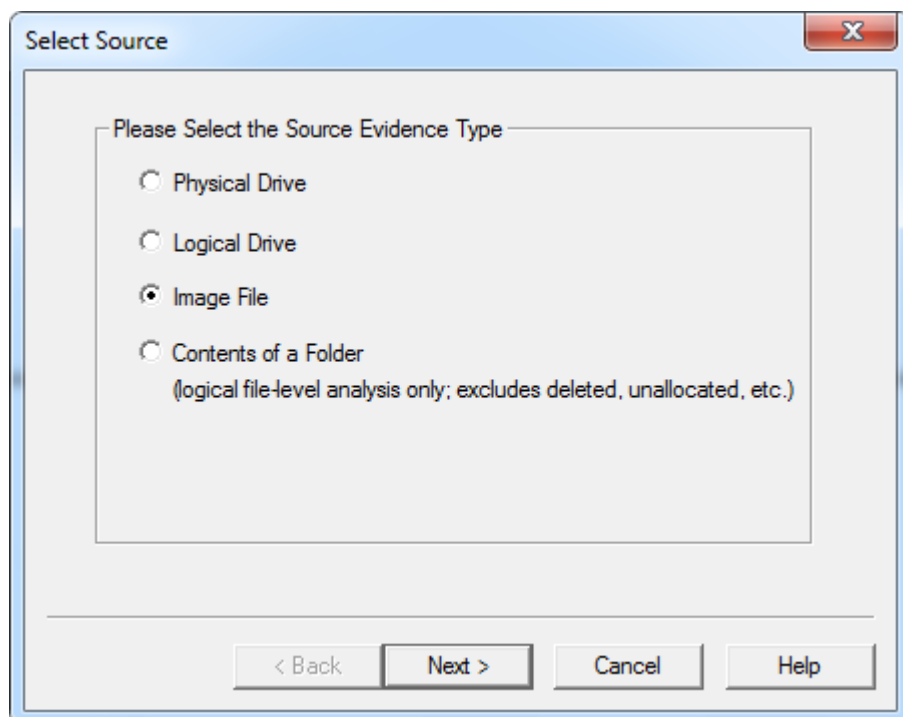 Select Source
Please Select the Source Evidence Type
Physical Drive
Logical Drive
Image File
Contents of a Folder
(logical file-level analysis only; excludes deleted, unallocated, etc.)
< Back
Next >
Cancel
Help